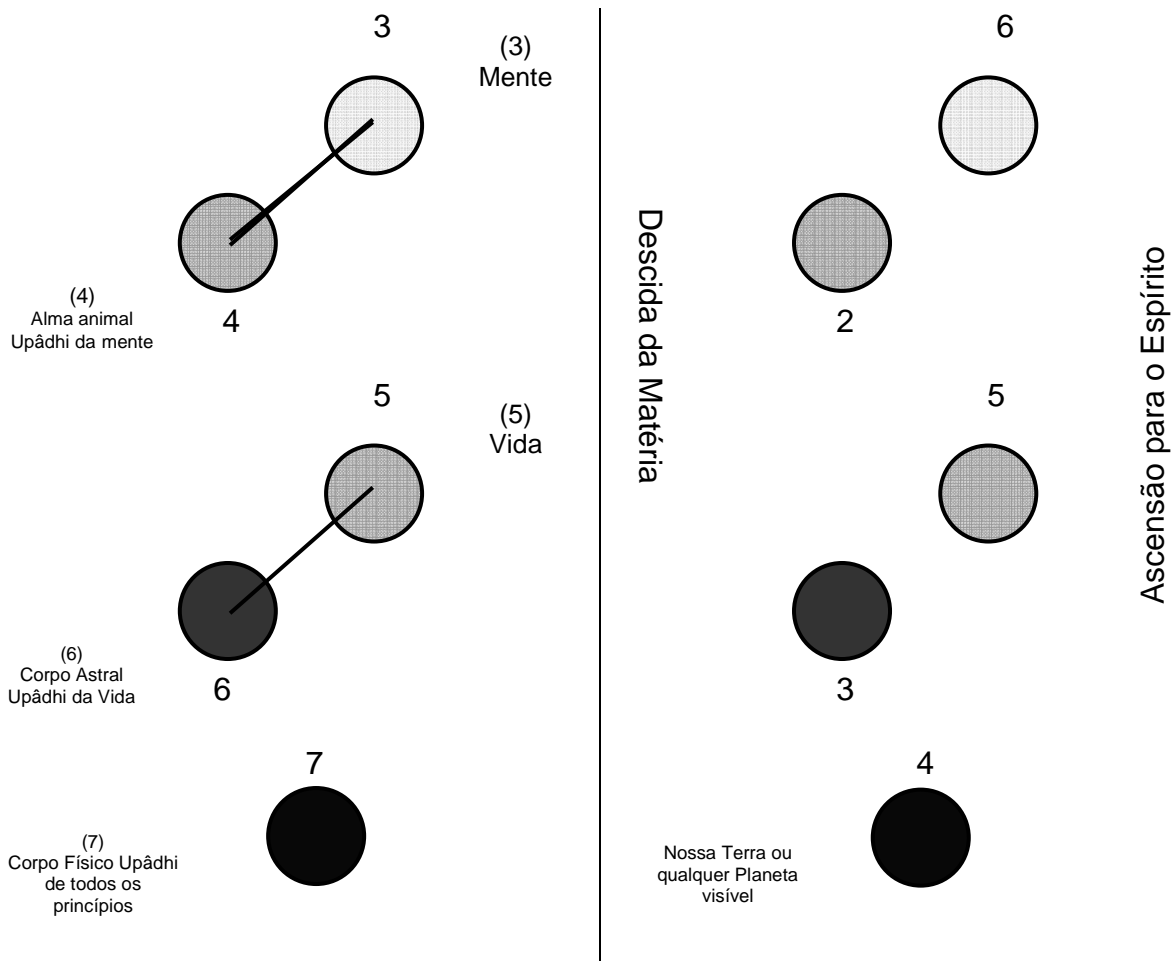 3
(3)
Mente
(4)
Alma animal
Upâdhi da mente
4
5
(5)
Vida
(6)
Corpo Astral
Upâdhi da Vida
6
7
(7)
Corpo Físico Upâdhi
de todos os
princípios
6
Descida da Matéria
Ascensão para o Espírito
2
5
3
4
Nossa Terra ou
qualquer Planeta
visível